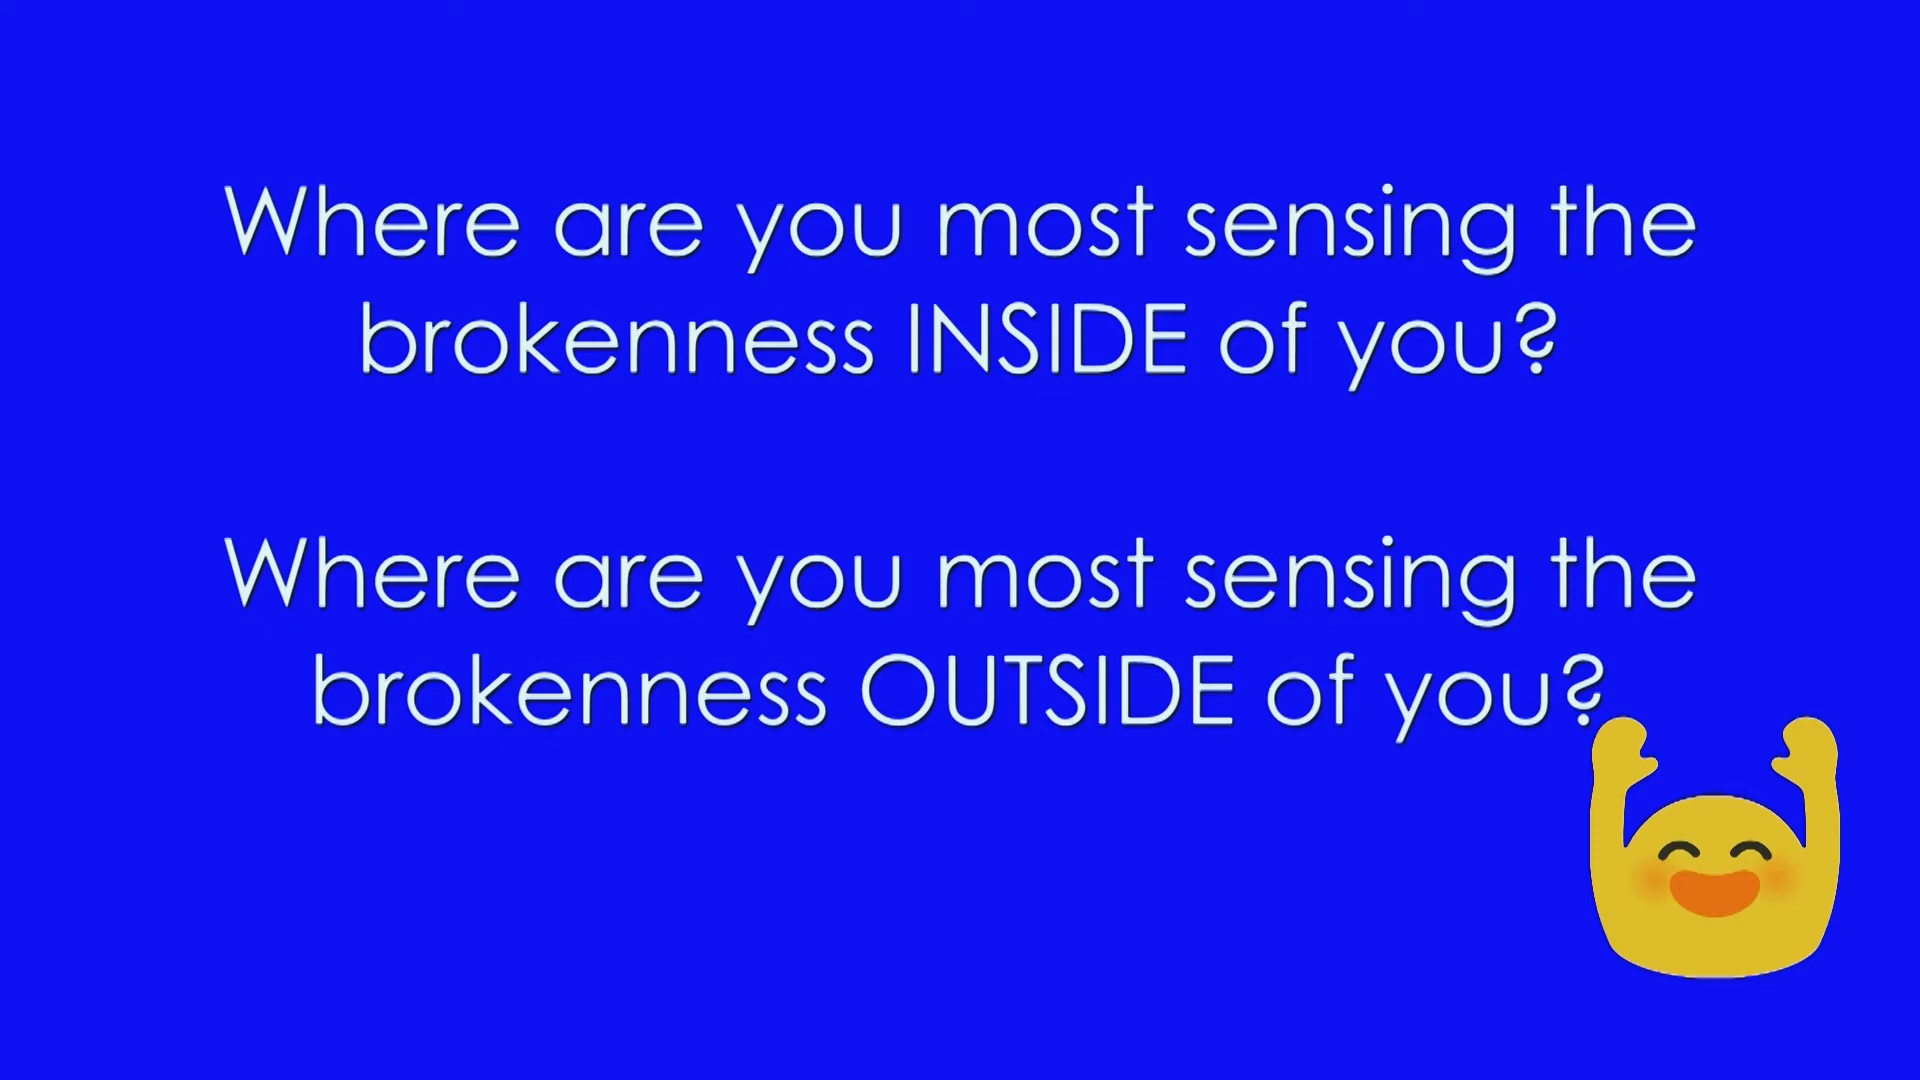 Where are you most sensing the
brokenness INSIDE of you?
Where are you most sensing the
brokenness OUTSIDE of you?